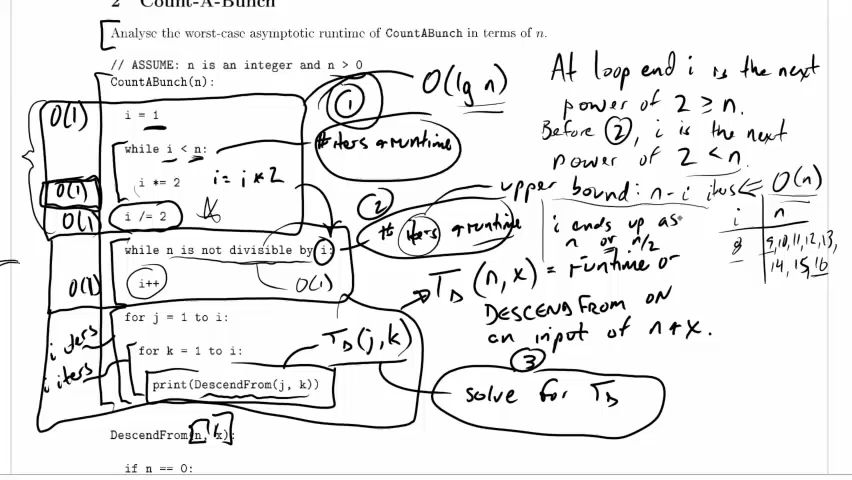 2 Count-A-Bunch
Analyse the worst-case asymptotic runtime of CountABunch in terms of n.
// ASSUME: n is an integer and n > 0
CountABunch(n):
O(1)
i = 1
while i < n:
O(1)
i *= 2
i = i * 2
O(1)
i /= 2
while n is not divisible by i:
O(1)
i++
O(1)
for j = 1 to i:
i iters
for k = 1 to i:
i iters
print(DescendFrom(j, k))
DescendFrom(n, k):
if n == 0:
1
O(lg n)
# iters * runtime
2
# iters * runtime
T_D(j,k)
At loop end i is the next
power of 2 ≥ n.
Before 2, i is the next
power of 2 < n.
upper bound: n - i iters ⇐ O(n)
i ends up as
n or n/2
i n
8 9,10,11,12,13,
14, 15, 16
T_D(n,x) = runtime of
DESCENDFROM ON
an input of n * x.
3
solve for T_D